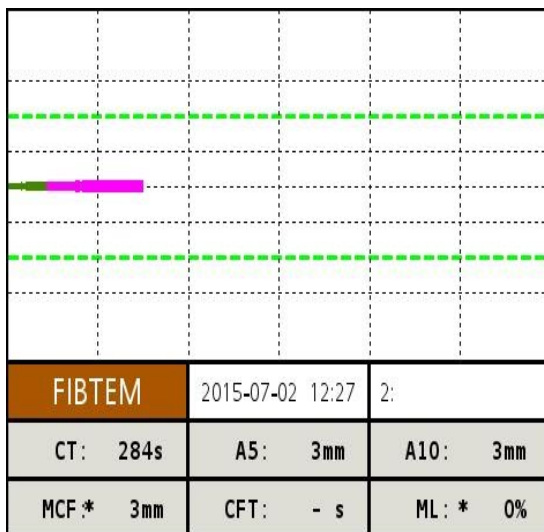 FIBTEM 2015-07-02 12:27 2:
CT: 284s A5: 3mm A10: 3mm
MCF:* 3mm CFT: - s ML: * 0%